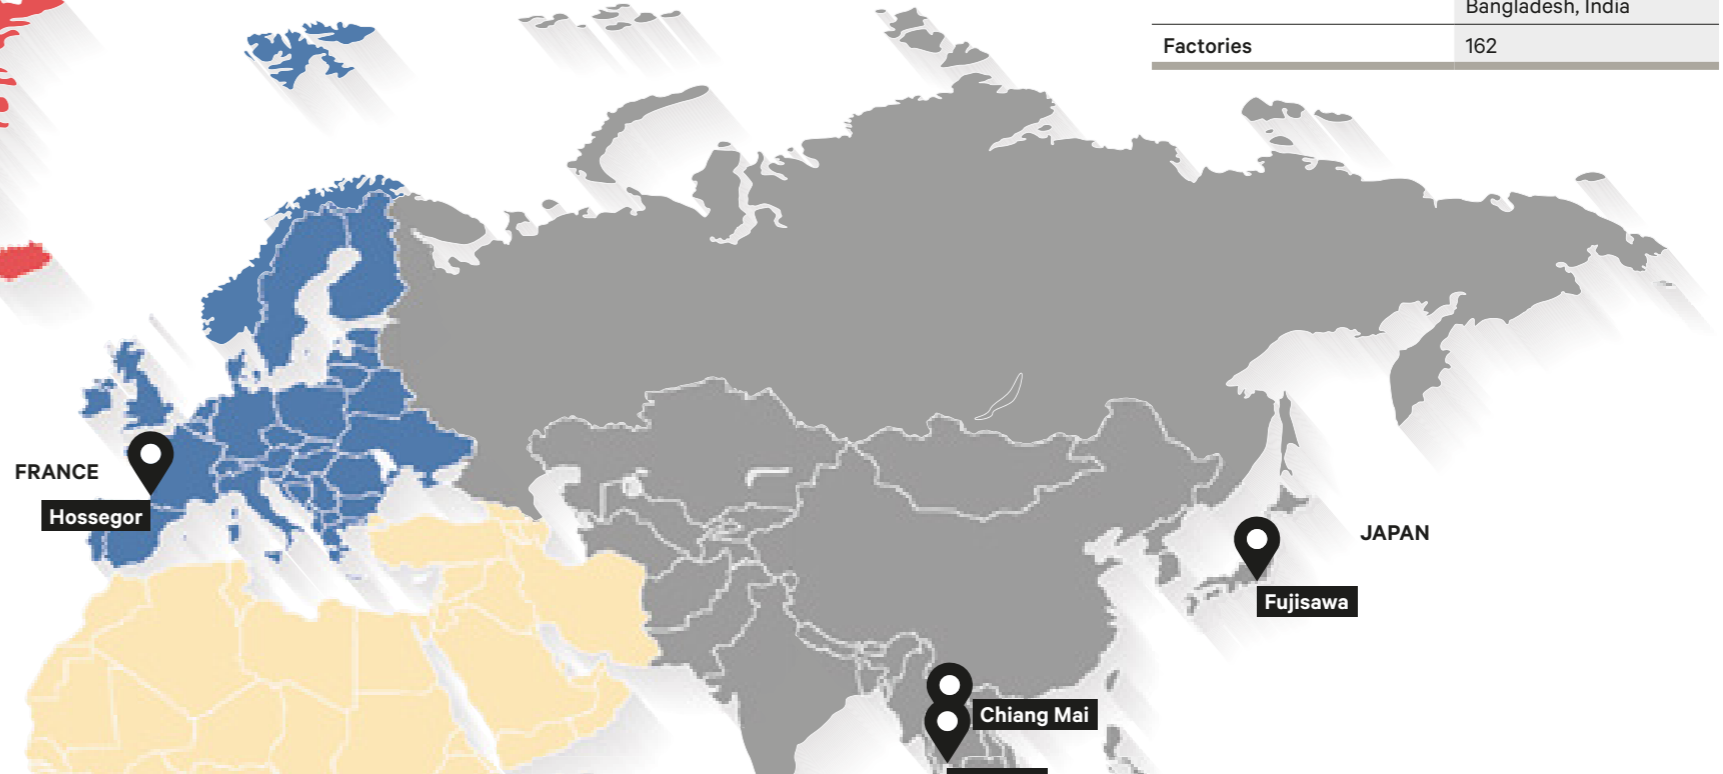 Bangladesh, India
Factories 162
FRANCE
Hossegor
JAPAN
Fujisawa
Chiang Mai